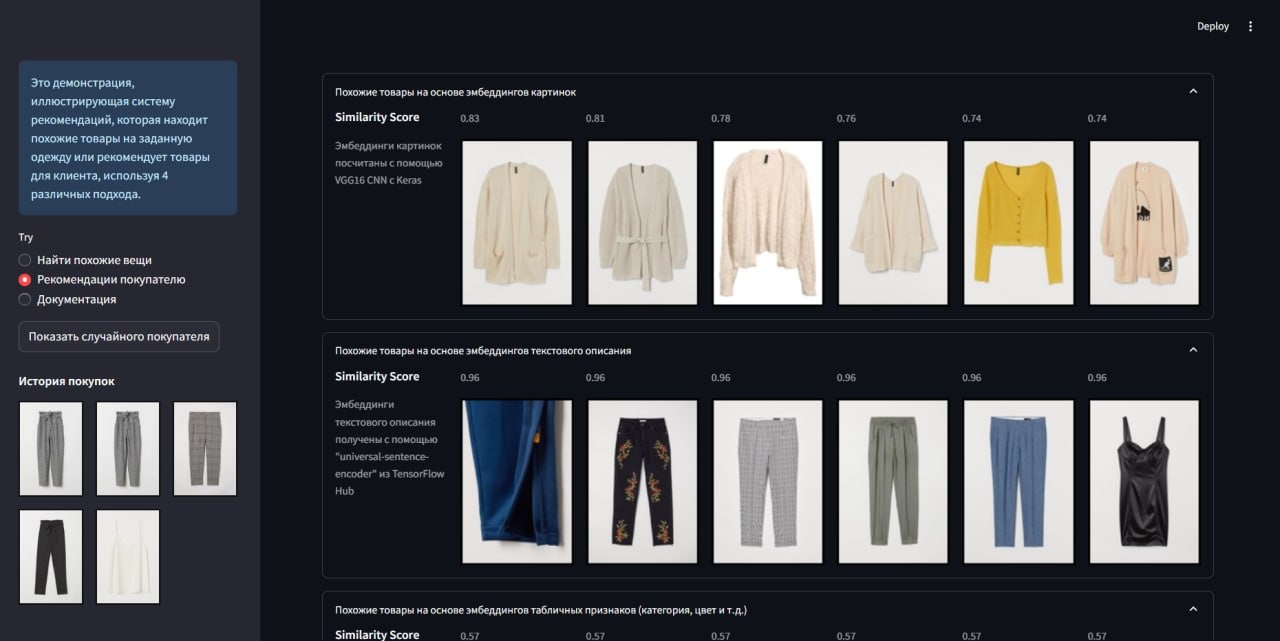 Deploy
Это демонстрация,
иллюстрирующая систему
рекомендаций, которая находит
похожие товары на заданную
одежду или рекомендует товары
для клиента, используя 4
различных подхода.
Try
Найти похожие вещи
Рекомендации покупателю
Документация
Показать случайного покупателя
История покупок
Похожие товары на основе эмбеддингов картинок
Similarity Score 0.83 0.81 0.78 0.76 0.74 0.74
Эмбеддинги картинок
посчитаны с помощью
VGG16 CNN с Keras
Похожие товары на основе эмбеддингов текстового описания
Similarity Score 0.96 0.96 0.96 0.96 0.96 0.96
Эмбеддинги
текстового описания
получены с помощью
"universal-sentence-
encoder" из TensorFlow
Hub
Похожие товары на основе эмбеддингов табличных признаков (категория, цвет и т.д.)
Similarity Score 0.57 0.57 0.57 0.57 0.57 0.57